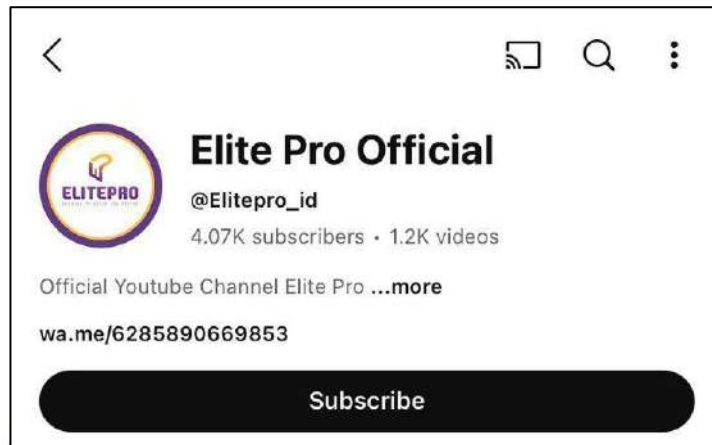 Elite Pro Official
ELITEPRO
@Elitepro_id
4.07K subscribers • 1.2K videos
Official Youtube Channel Elite Pro ...more
wa.me/6285890669853
Subscribe